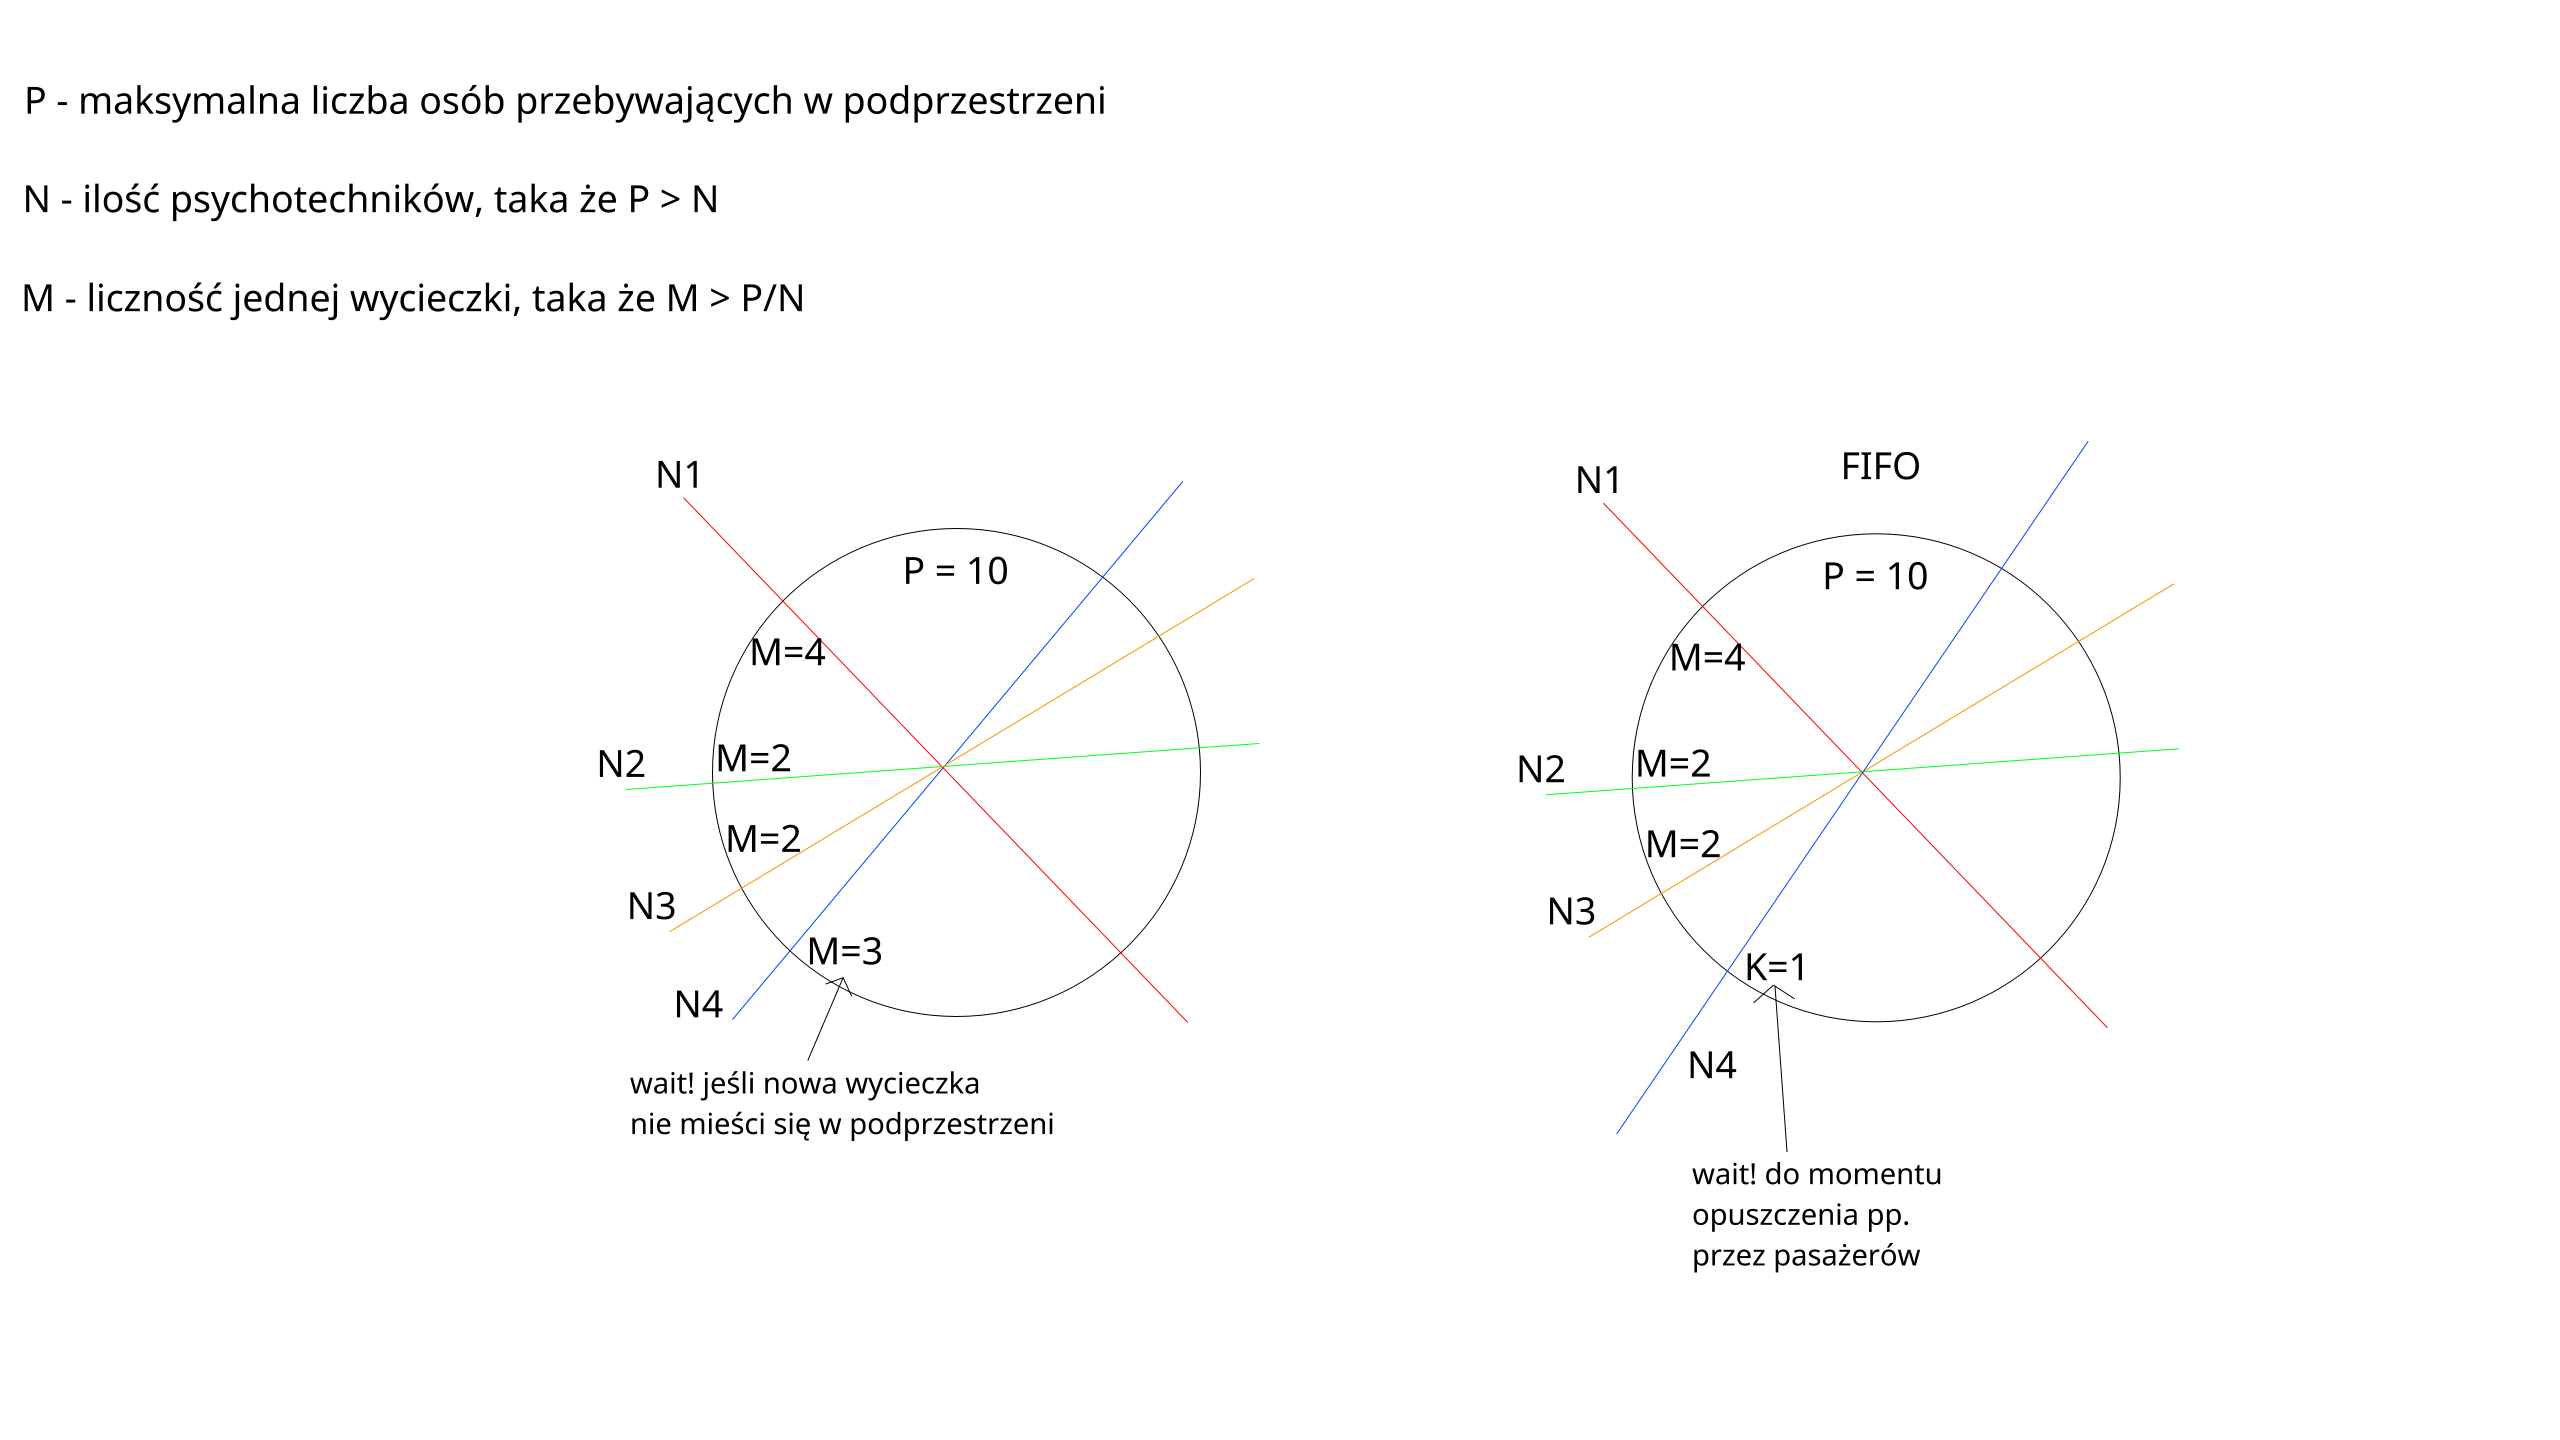 P - maksymalna liczba osób przebywających w podprzestrzeni
N - ilość psychotechników, taka że P > N
M - liczność jednej wycieczki, taka że M > P/N
N1
P = 10
M=4
N2
M=2
M=2
N3
M=3
N4
wait! jeśli nowa wycieczka
nie mieści się w podprzestrzeni
FIFO
N1
P = 10
M=4
N2
M=2
M=2
N3
K=1
N4
wait! do momentu
opuszczenia pp.
przez pasażerów